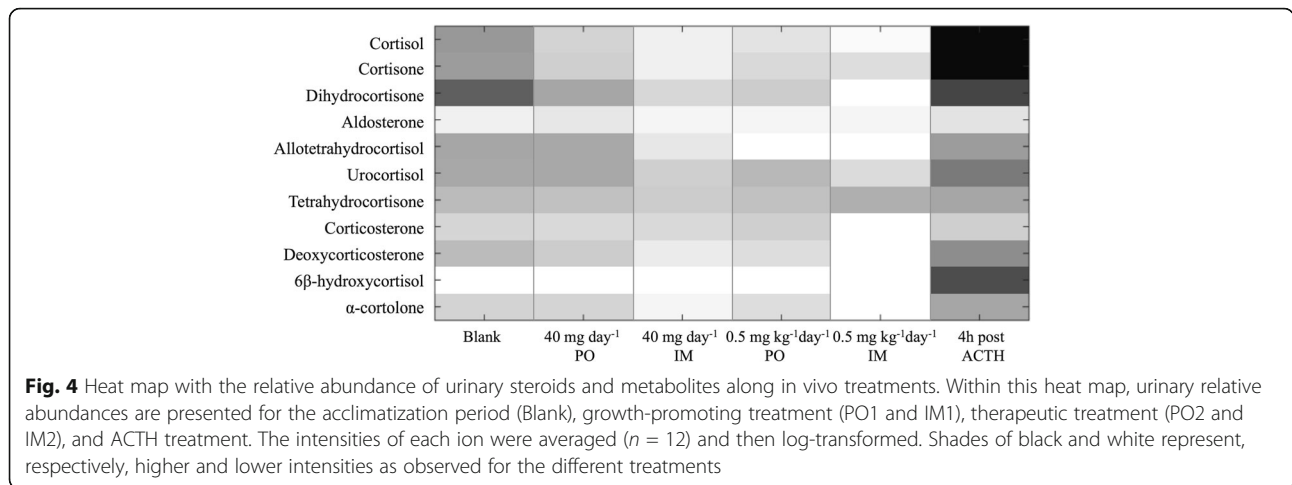 Cortisol
Cortisone
Dihydrocortisone
Aldosterone
Allotetrahydrocortisol
Urocortisol
Tetrahydrocortisone
Corticosterone
Deoxycorticosterone
6β-hydroxycortisol
α-cortolone
Blank 40 mg day⁻¹ 40 mg day⁻¹ 0.5 mg kg⁻¹day⁻¹ 0.5 mg kg⁻¹day⁻¹ 4h post
PO IM PO IM ACTH
Fig. 4 Heat map with the relative abundance of urinary steroids and metabolites along in vivo treatments. Within this heat map, urinary relative
abundances are presented for the acclimatization period (Blank), growth-promoting treatment (PO1 and IM1), therapeutic treatment (PO2 and
IM2), and ACTH treatment. The intensities of each ion were averaged (n = 12) and then log-transformed. Shades of black and white represent,
respectively, higher and lower intensities as observed for the different treatments